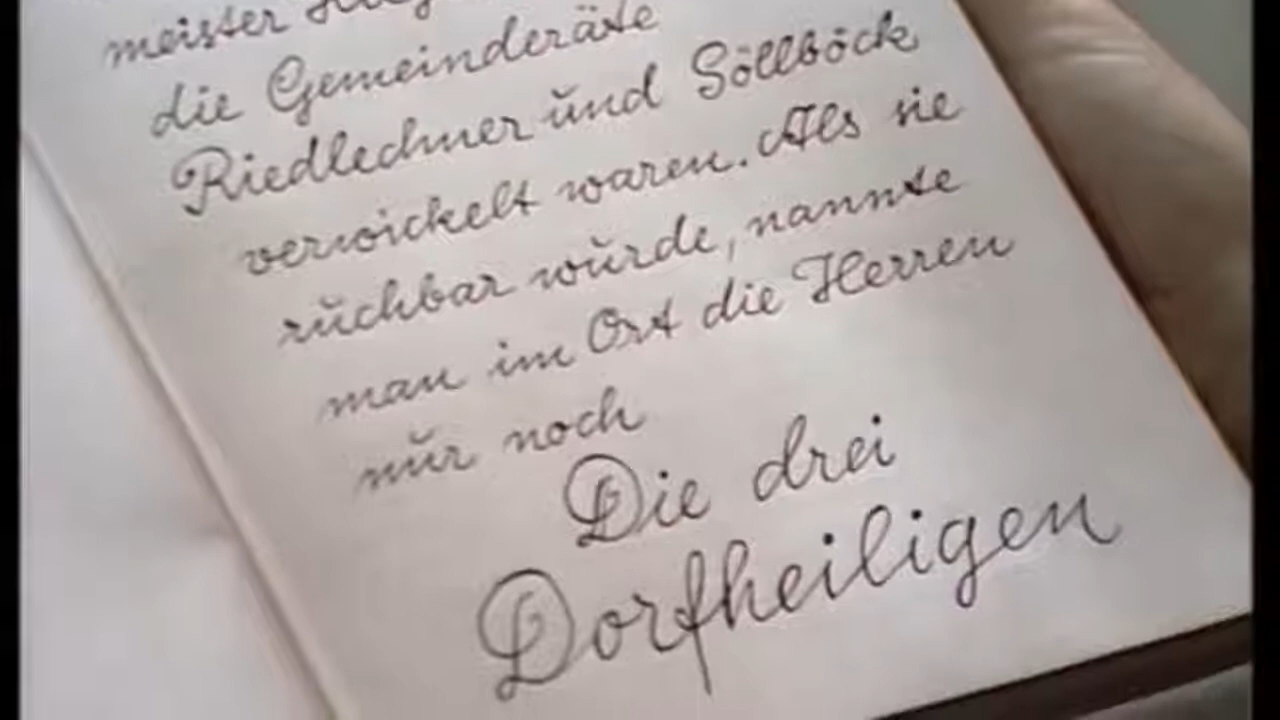 meister
die Gemeinderäte
Riedlechner und Söllböck
verwickelt waren. Als sie
ruchbar wurde, nannte
man im Ort die Herren
nur noch
Die drei
Dorfheiligen